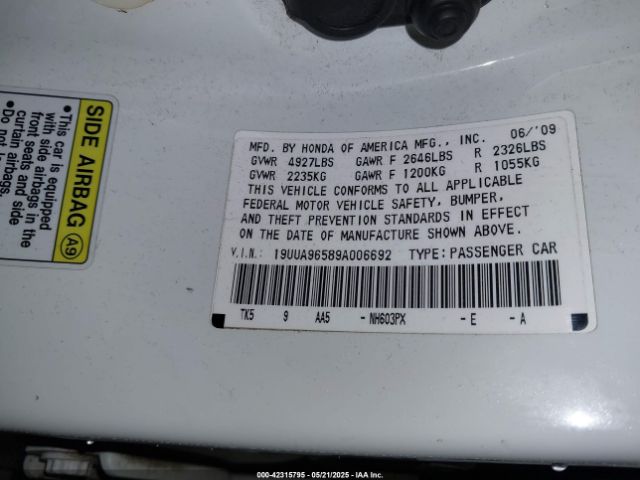 SIDE AIRBAG A9
•This car is equipped
with side airbags in the
front seats and side
curtain airbags.
•Do not
MFD. BY HONDA OF AMERICA MFG., INC. 06/'09
GVWR 4927LBS GAWR F 2646LBS R 2326LBS
GVWR 2235KG GAWR F 1200KG R 1055KG
THIS VEHICLE CONFORMS TO ALL APPLICABLE
FEDERAL MOTOR VEHICLE SAFETY, BUMPER,
AND THEFT PREVENTION STANDARDS IN EFFECT
ON THE DATE OF MANUFACTURE SHOWN ABOVE.
V.I.N.: 19UUA96589A006692 TYPE: PASSENGER CAR
TK5 9 AA5 -NH603PX -E -A
000-42315795 - 05/21/2025 - IAA Inc.